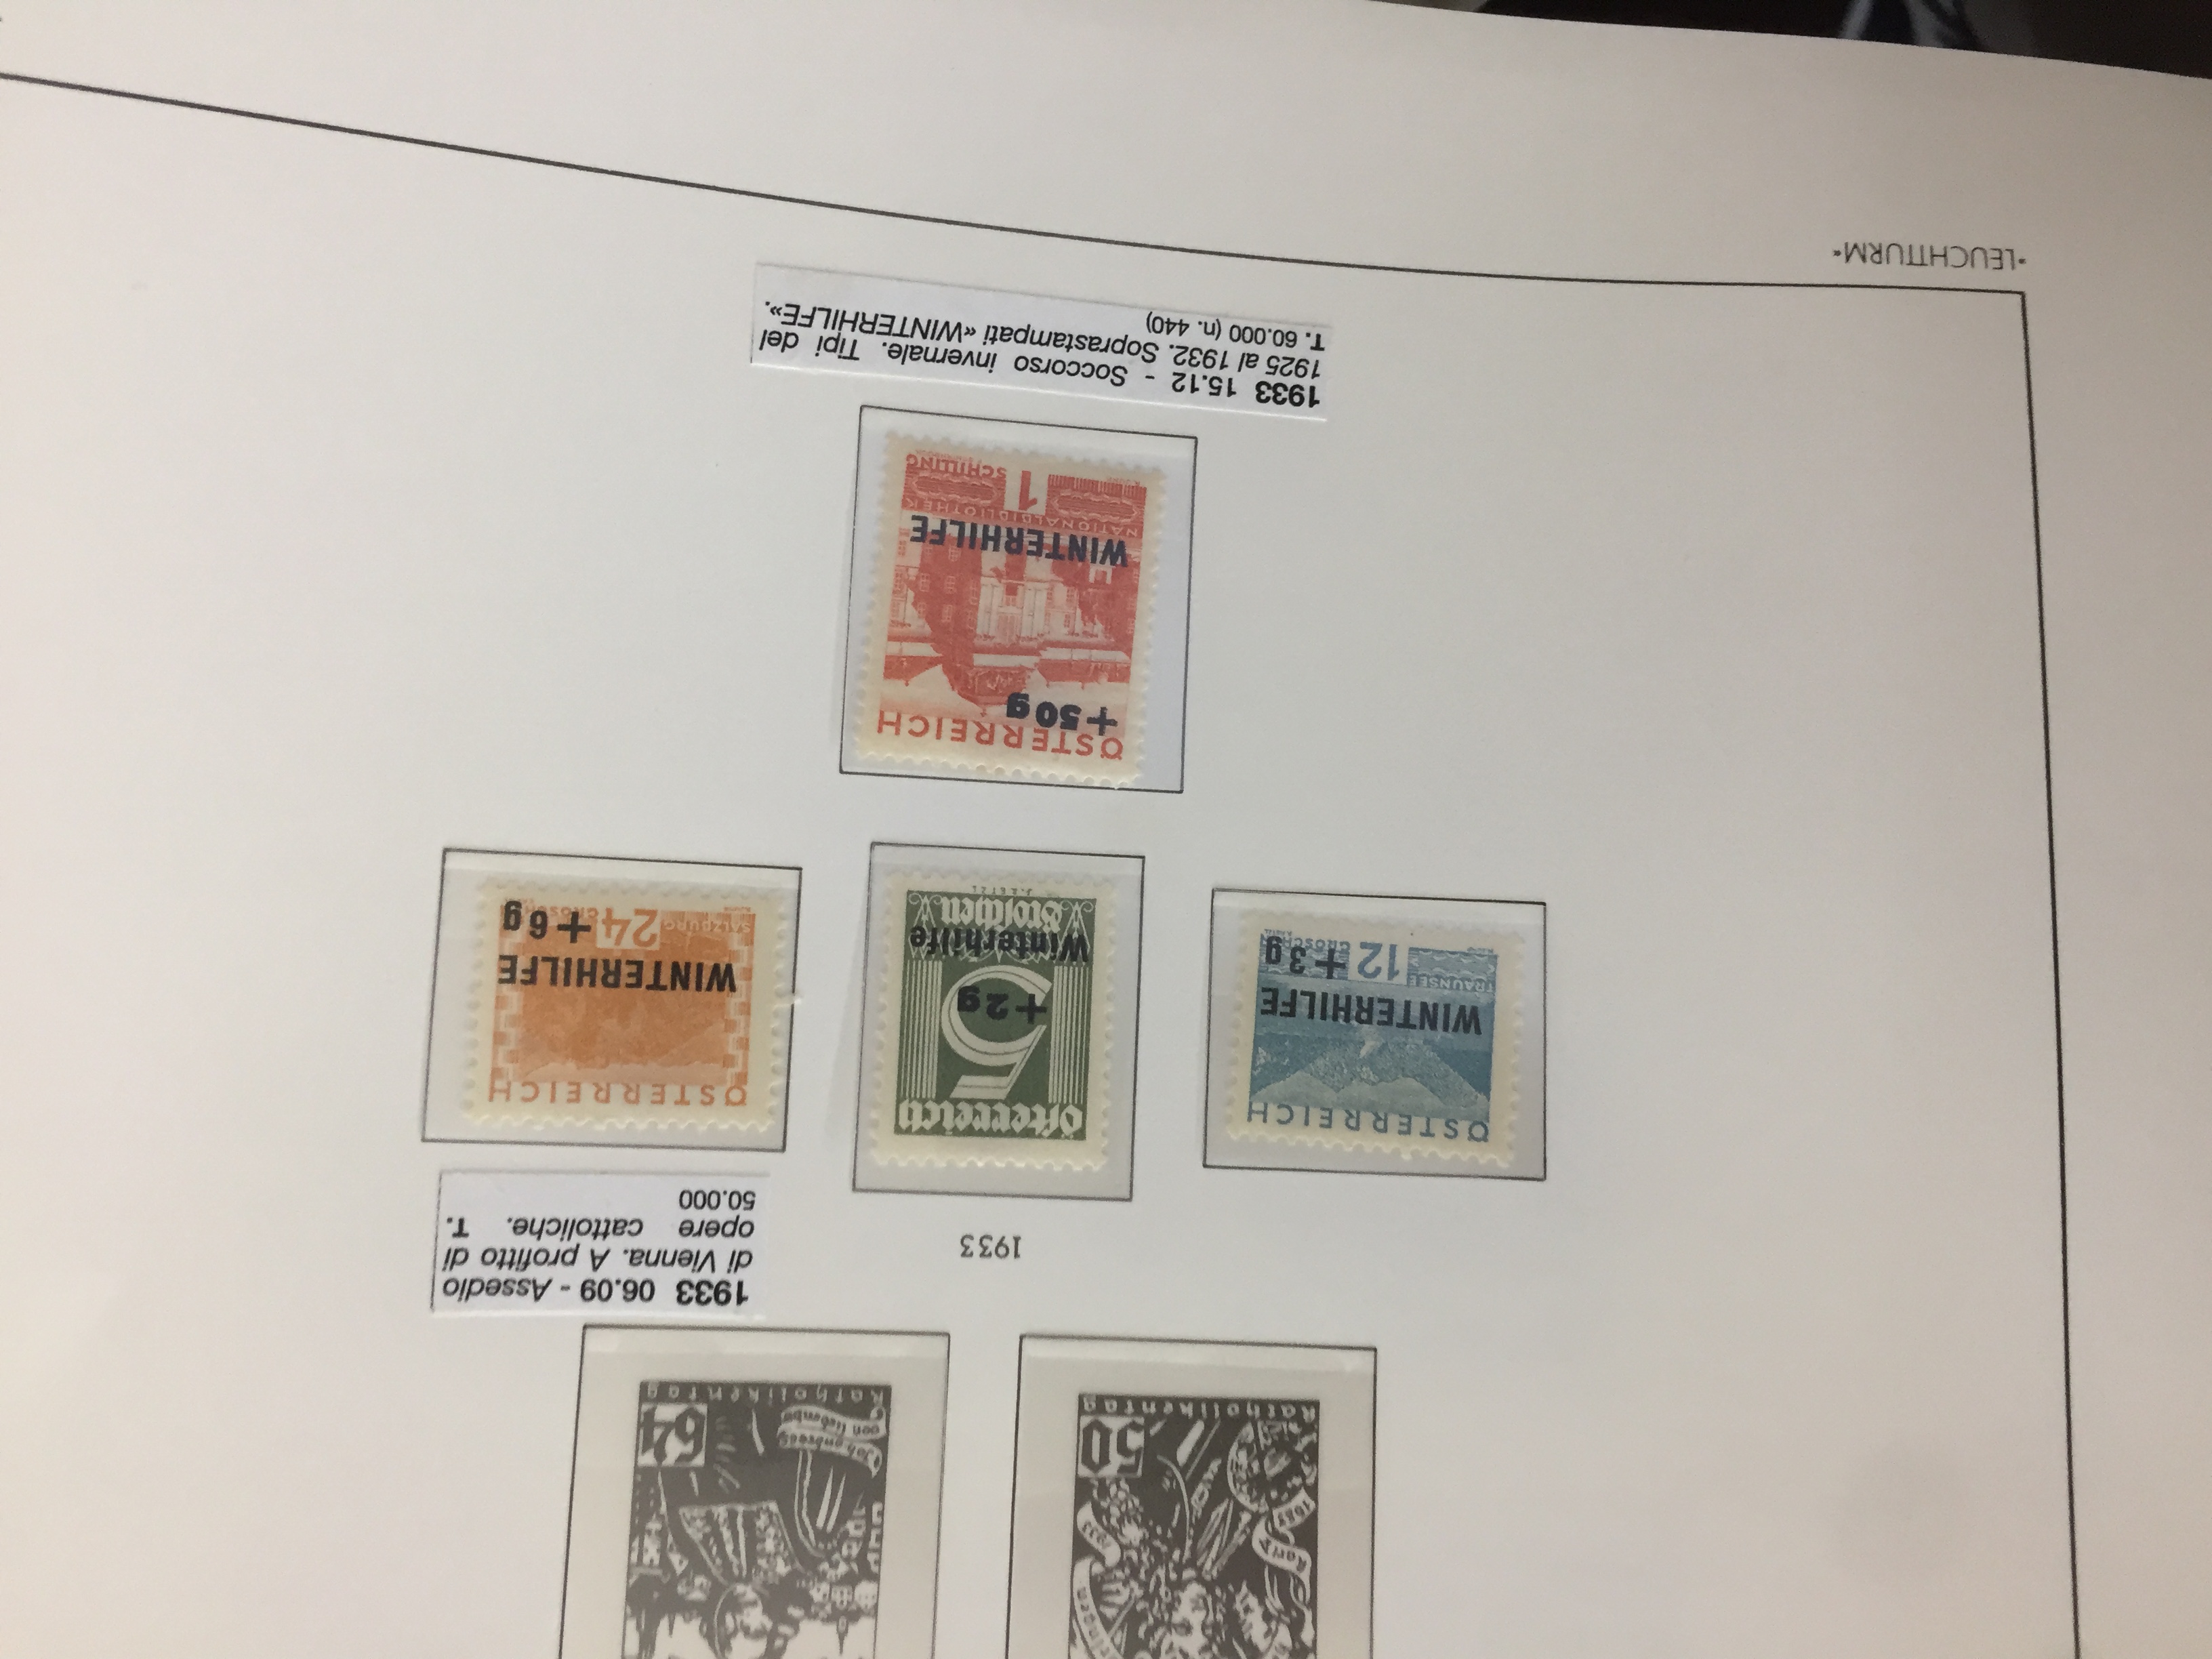 1933
1683
50
Katholikentag
64
Katholikentag
1933 06.09 - Assedio
di Vienna. A profitto di
opere cattoliche. T.
50.000
1933
ÖSTERREICH
WINTERHILFE
TRAUNSEE
12 GROSCHEN
+3g
Österreich
5
+2g
Winterhilfe
Groschen
ÖSTERREICH
WINTERHILFE
SALZBURG
24 GROSCHEN
+6g
ÖSTERREICH
+50g
WINTERHILFE
NATIONALBIBLIOTHEK
1 SCHILLING
1933 15.12 - Soccorso invernale. Tipi del
1925 al 1932. Soprastampati «WINTERHILFE».
T. 60.000 (n. 440)
*LEUCHTTURM*